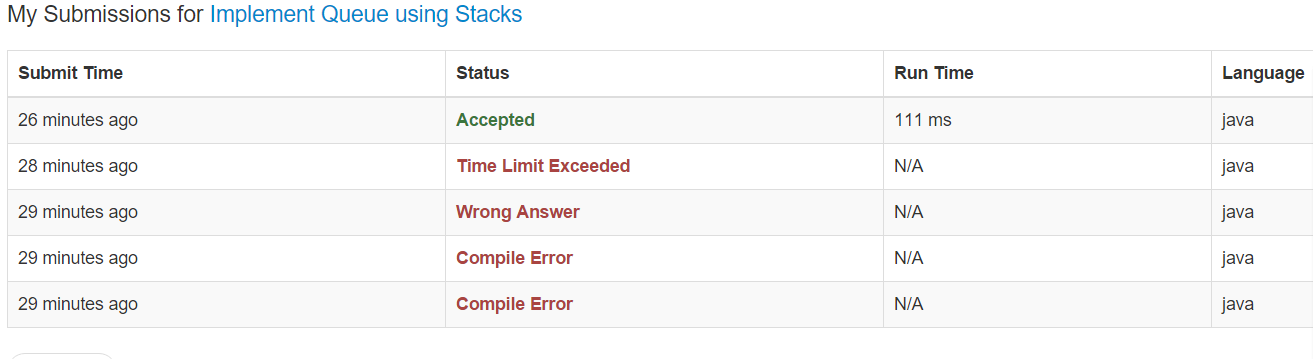 My Submissions for Implement Queue using Stacks
Submit Time Status Run Time Language
26 minutes ago Accepted 111 ms java
28 minutes ago Time Limit Exceeded N/A java
29 minutes ago Wrong Answer N/A java
29 minutes ago Compile Error N/A java
29 minutes ago Compile Error N/A java